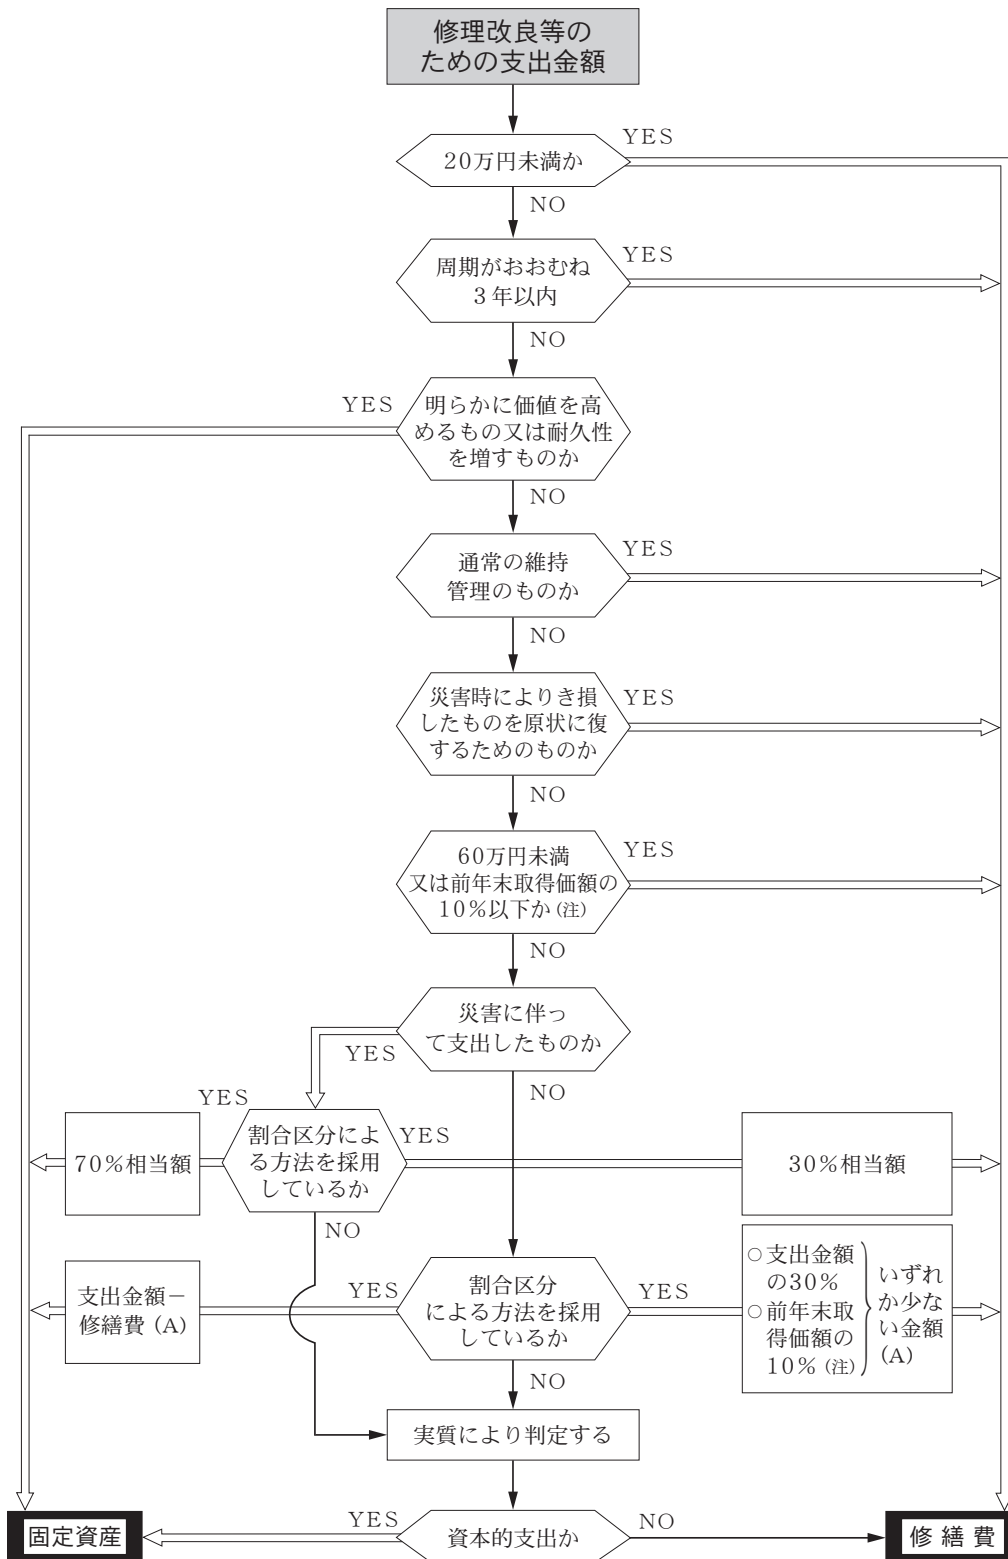 修理改良等の
ための支出金額
YES
20万円未満か
NO
YES
周期がおおむね
3年以内
NO
YES
明らかに価値を高
めるもの又は耐久性
を増すものか
NO
YES
通常の維持
管理のものか
NO
YES
災害時によりき損
したものを原状に復
するためのものか
NO
YES
60万円未満
又は前年末取得価額の
10%以下か(注)
NO
災害に伴っ
て支出したものか
YES
NO
YES
割合区分によ
る方法を採用
しているか
YES
70%相当額
30%相当額
NO
支出金額－
修繕費(A)
YES
割合区分
による方法を採用
しているか
YES
○支出金額
の30%
○前年末取
得価額の
10%(注)
いずれ
か少な
い金額
(A)
NO
実質により判定する
YES
資本的支出か
NO
固定資産
修繕費